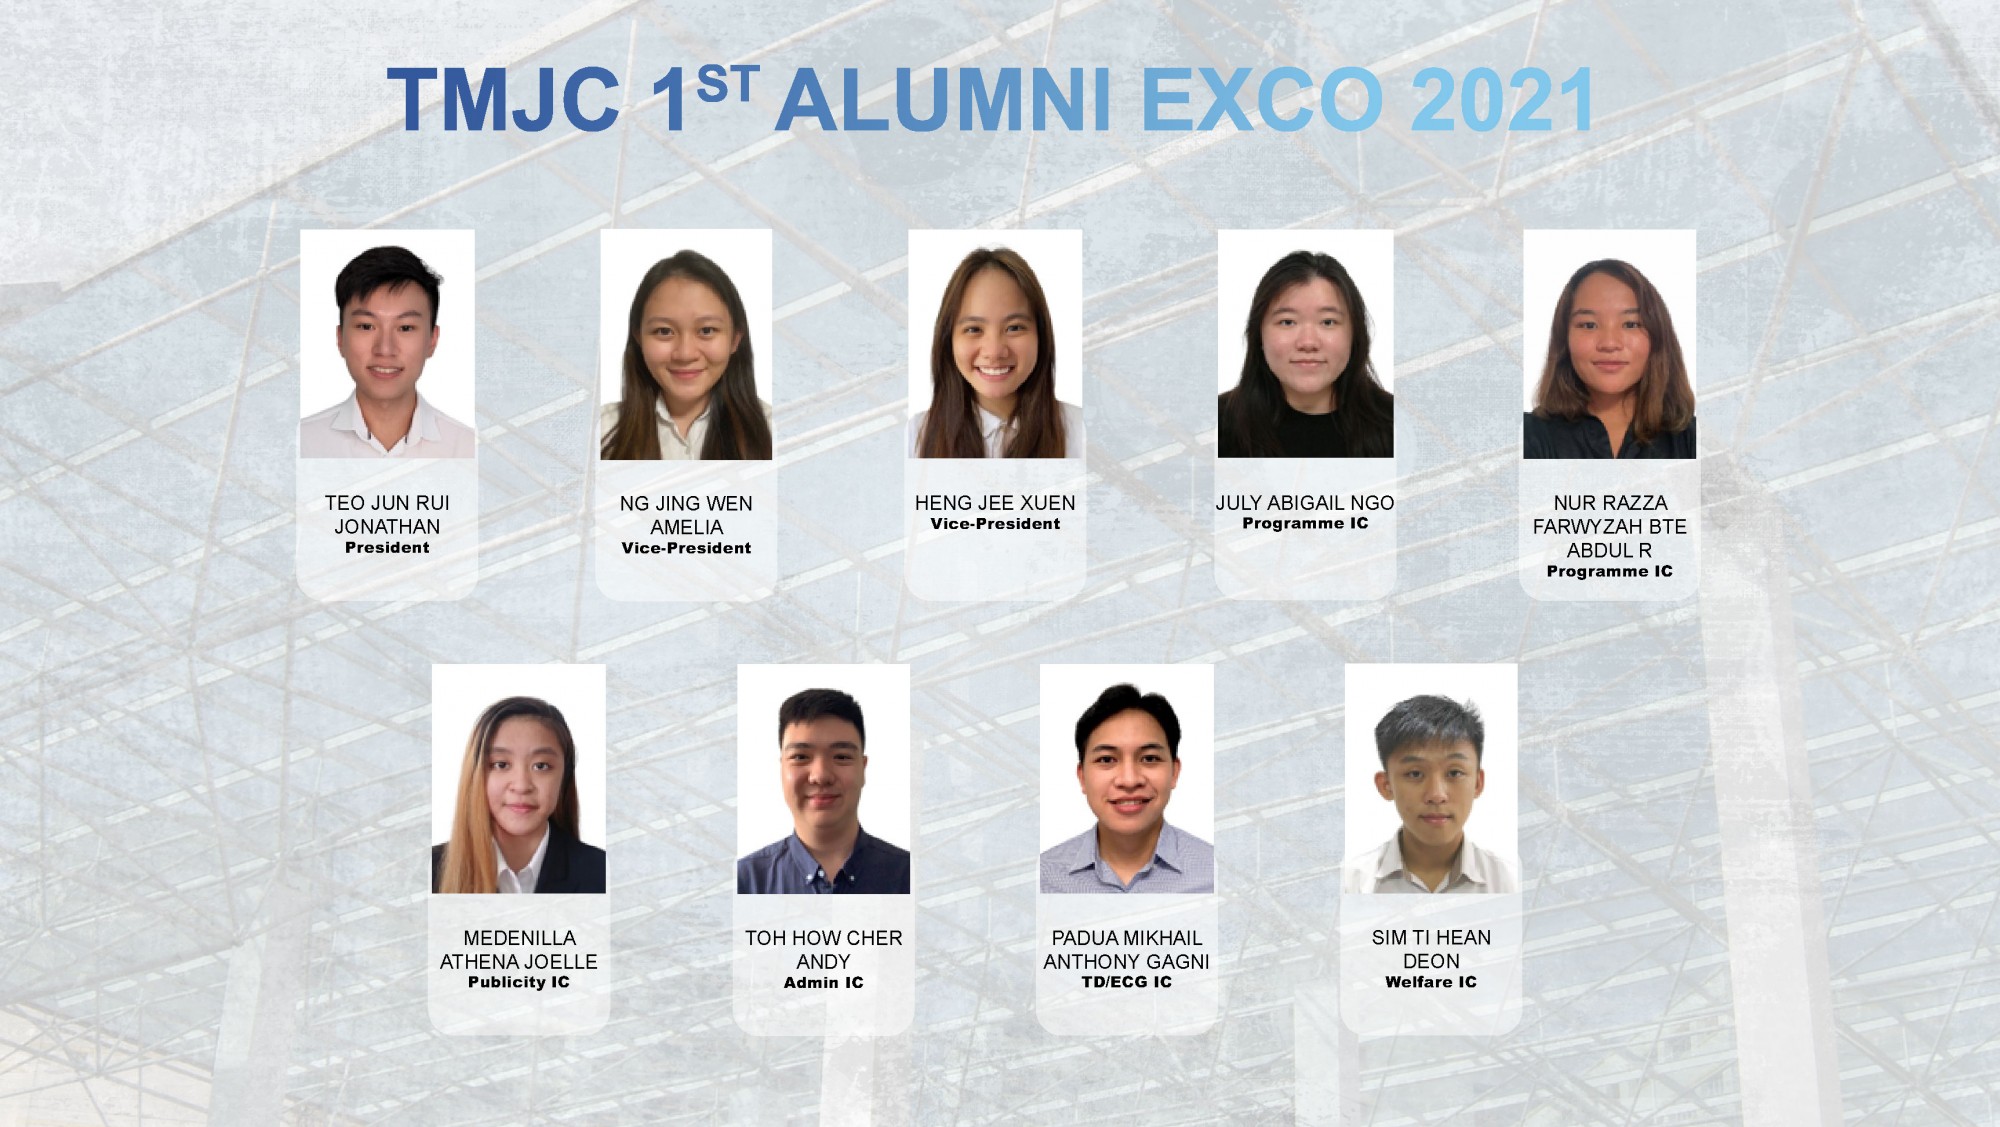 TMJC 1ST ALUMNI EXCO 2021
TEO JUN RUI
JONATHAN
President
NG JING WEN
AMELIA
Vice-President
HENG JEE XUEN
Vice-President
JULY ABIGAIL NGO
Programme IC
NUR RAZZA
FARWYZAH BTE
ABDUL R
Programme IC
MEDENILLA
ATHENA JOELLE
Publicity IC
TOH HOW CHER
ANDY
Admin IC
PADUA MIKHAIL
ANTHONY GAGNI
TD/ECG IC
SIM TI HEAN
DEON
Welfare IC